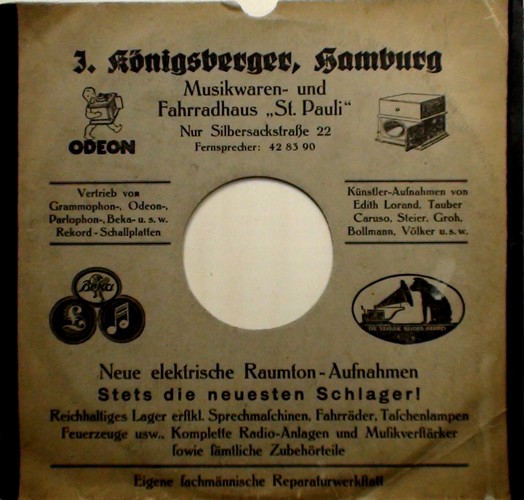 J. Königsberger, Hamburg
Musikwaren- und
Fahrradhaus „St. Pauli“
Nur Silbersackstraße 22
Fernsprecher: 42 83 90
ODEON
Vertrieb von
Grammophon-, Odeon-,
Parlophon-, Beka- u. s. w.
Rekord-Schallplatten
Künstler-Aufnahmen von
Edith Lorand, Tauber
Caruso, Steier, Groh,
Bollmann, Völker u. s. w.
Beka
£
Neue elektrische Raumton-Aufnahmen
Stets die neuesten Schlager!
Reichhaltiges Lager erstkl. Sprechmaschinen, Fahrräder, Taschenlampen
Feuerzeuge usw., Komplette Radio-Anlagen und Musikverstärker
sowie sämtliche Zubehörteile
Eigene fachmännische Reparaturwerkstatt